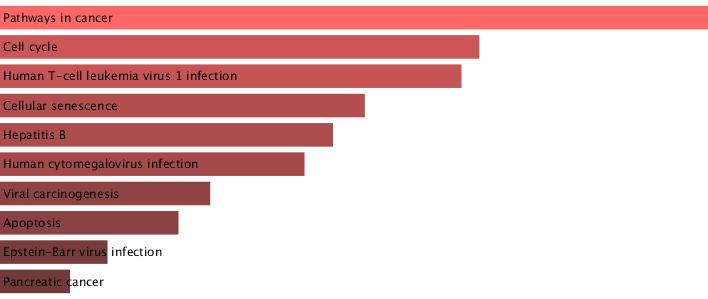 Pathways in cancer
Cell cycle
Human T-cell leukemia virus 1 infection
Cellular senescence
Hepatitis B
Human cytomegalovirus infection
Viral carcinogenesis
Apoptosis
Epstein-Barr virus infection
Pancreatic cancer